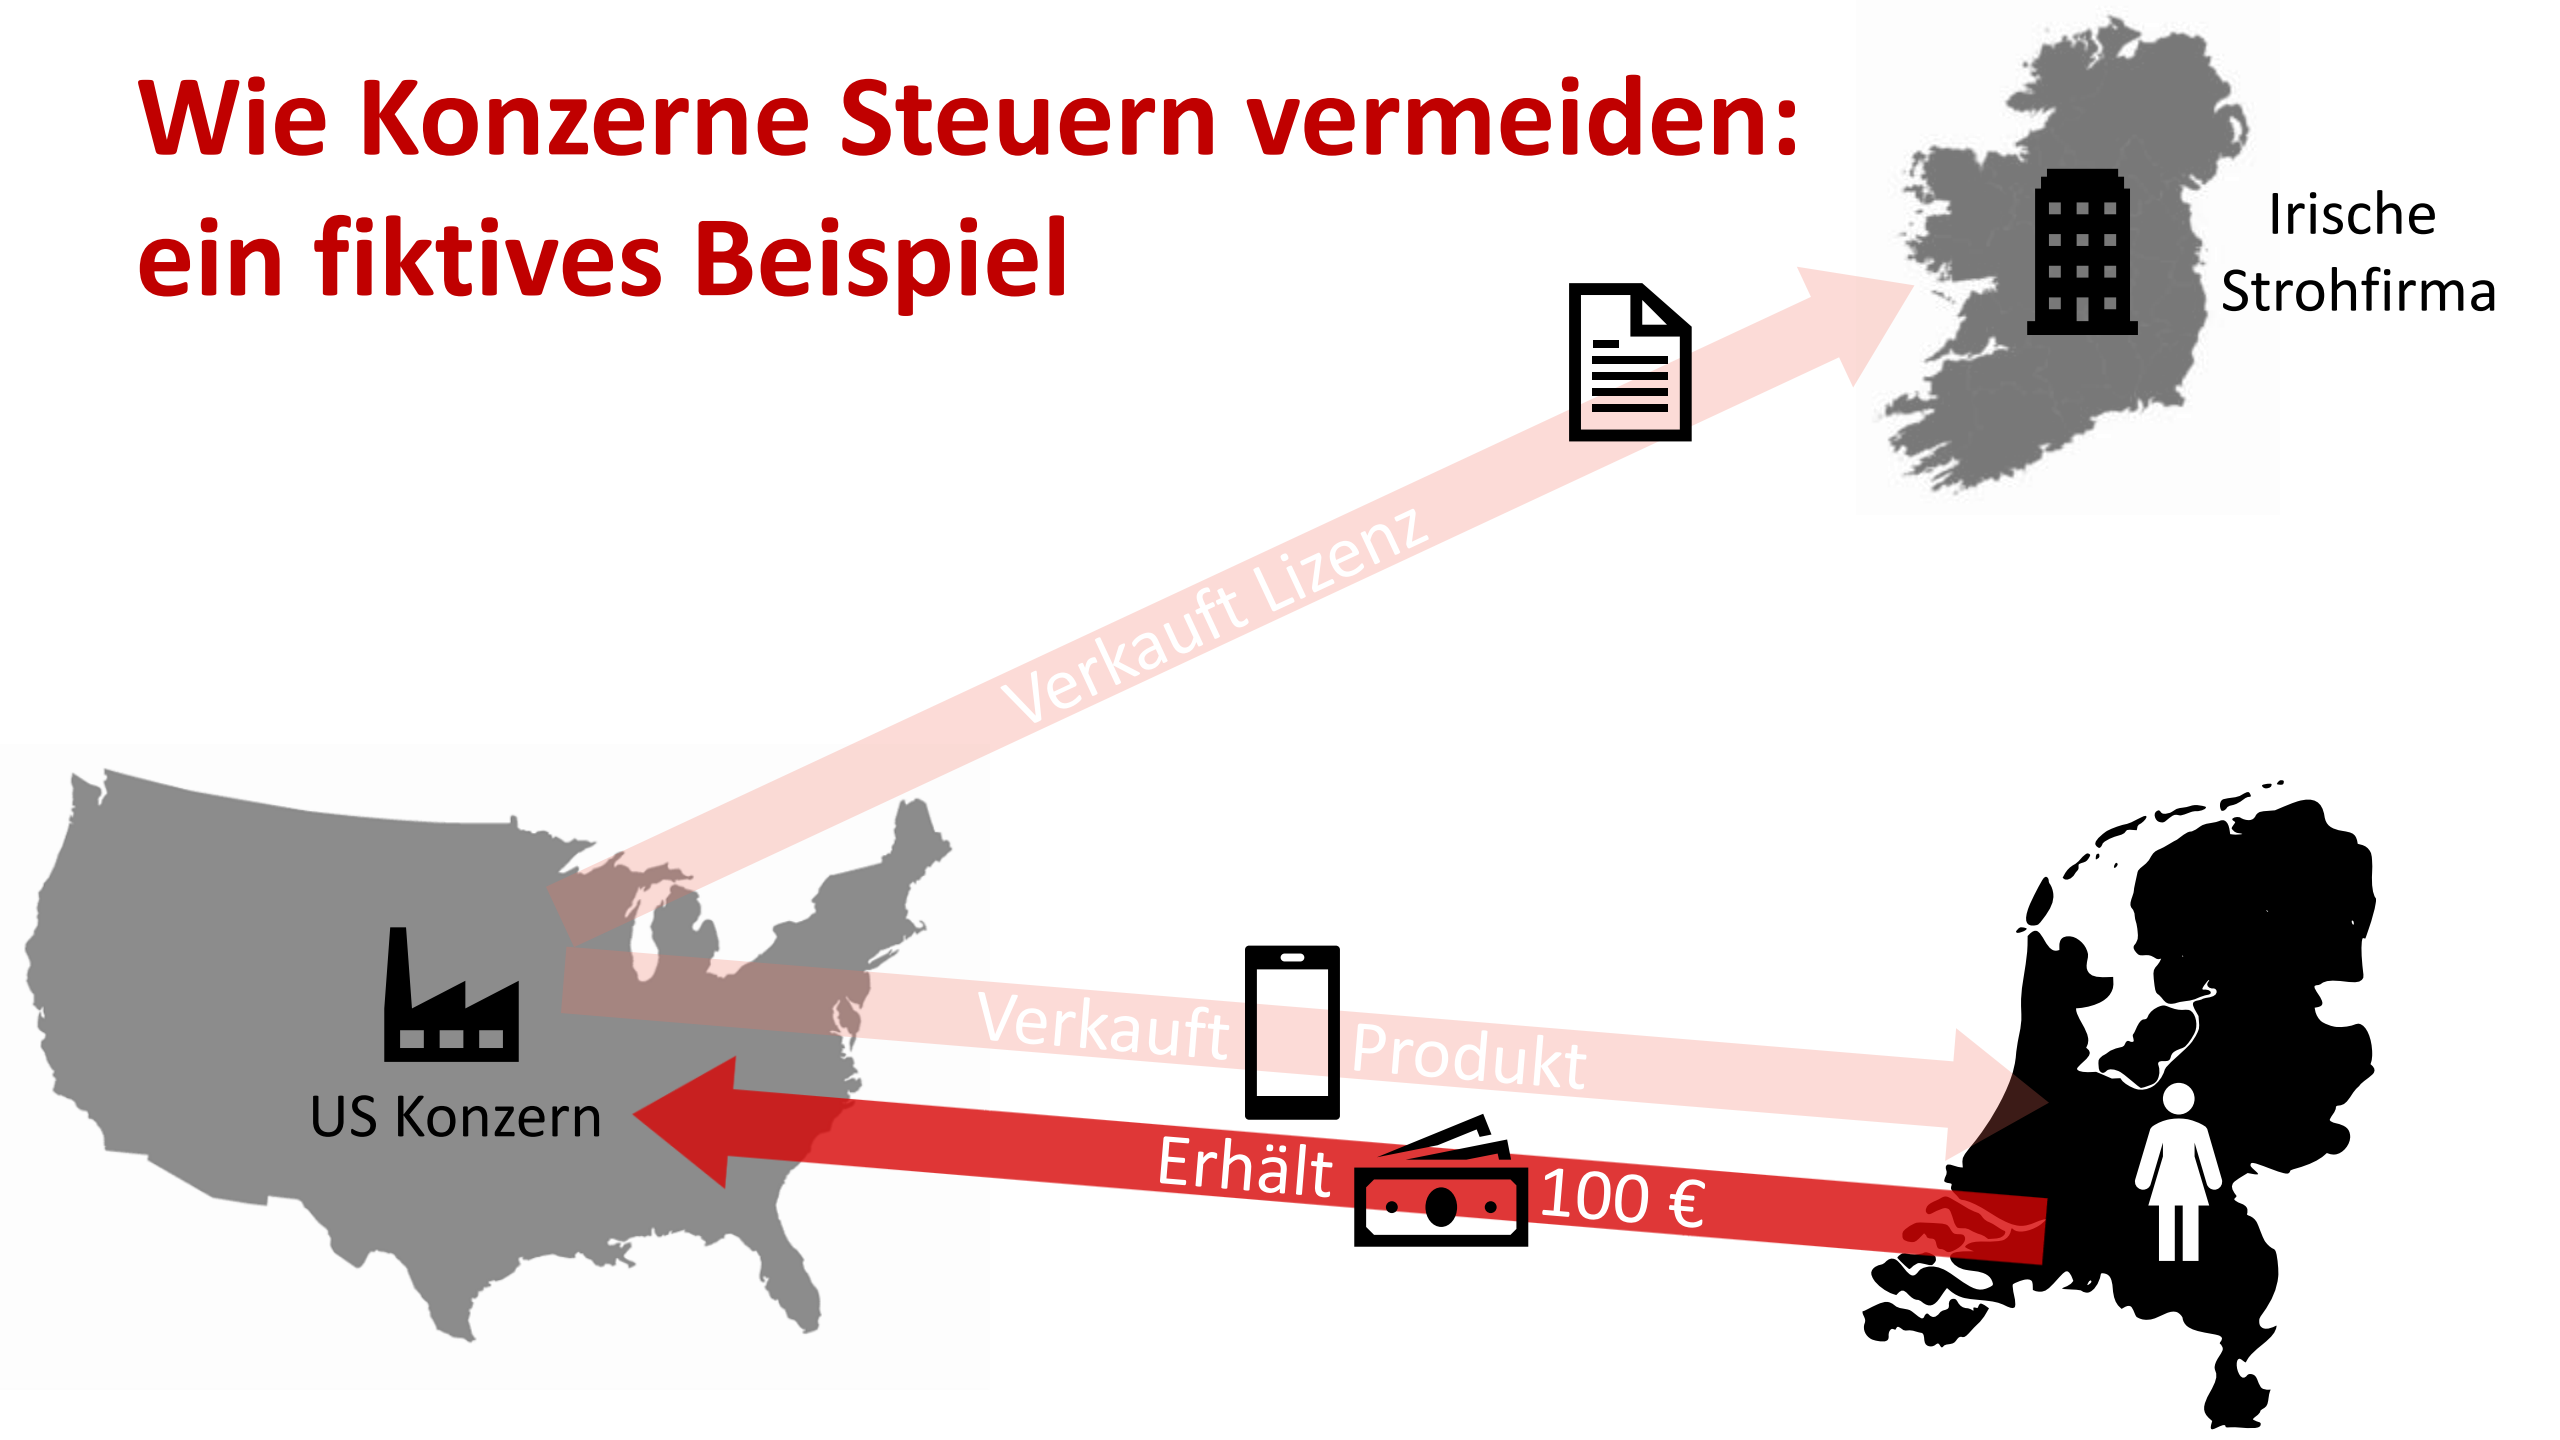 Wie Konzerne Steuern vermeiden:
ein fiktives Beispiel
Irische
Strohfirma
Verkauft Lizenz
US Konzern
Verkauft Produkt
Erhält 100 €